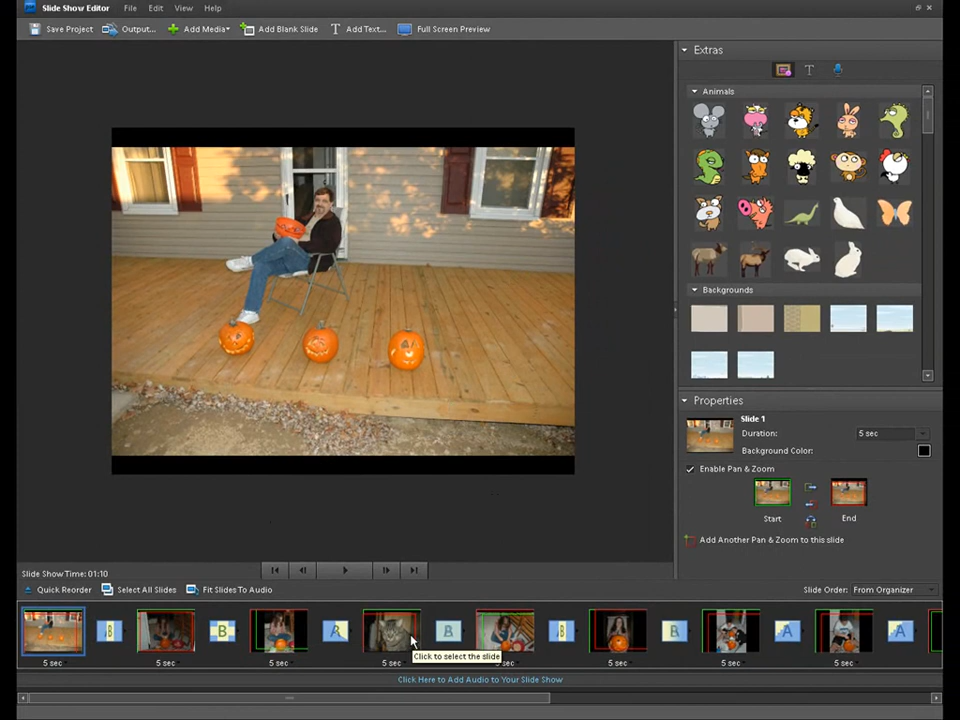 Slide Show Editor File Edit View Help
Save Project Output... Add Media Add Blank Slide Add Text... Full Screen Preview
Extras
T
Animals
Backgrounds
Properties
Slide 1
Duration: 5 sec
Background Color:
Enable Pan & Zoom
Start End
Add Another Pan & Zoom to this slide
Slide Show Time: 01:10
Quick Reorder Select All Slides Fit Slides To Audio Slide Order: From Organizer
B B A B B B A A
Click to select the slide
5 sec 5 sec 5 sec 5 sec 5 sec 5 sec 5 sec 5 sec
Click Here to Add Audio to Your Slide Show